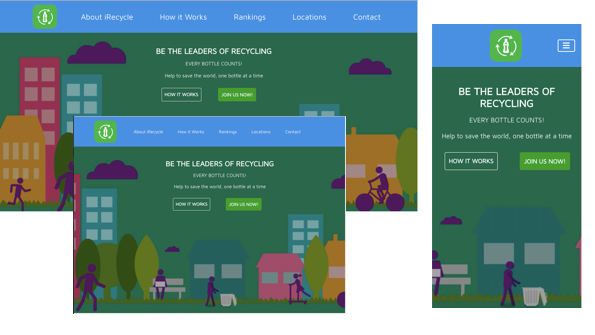 About iRecycle How it Works Rankings Locations Contact
BE THE LEADERS OF RECYCLING
EVERY BOTTLE COUNTS!
Help to save the world, one bottle at a time
HOW IT WORKS JOIN US NOW!
About iRecycle How it Works Rankings Locations Contact
BE THE LEADERS OF RECYCLING
EVERY BOTTLE COUNTS!
Help to save the world, one bottle at a time
HOW IT WORKS JOIN US NOW!
BE THE LEADERS OF
RECYCLING
EVERY BOTTLE COUNTS!
Help to save the world, one bottle at a time
HOW IT WORKS JOIN US NOW!